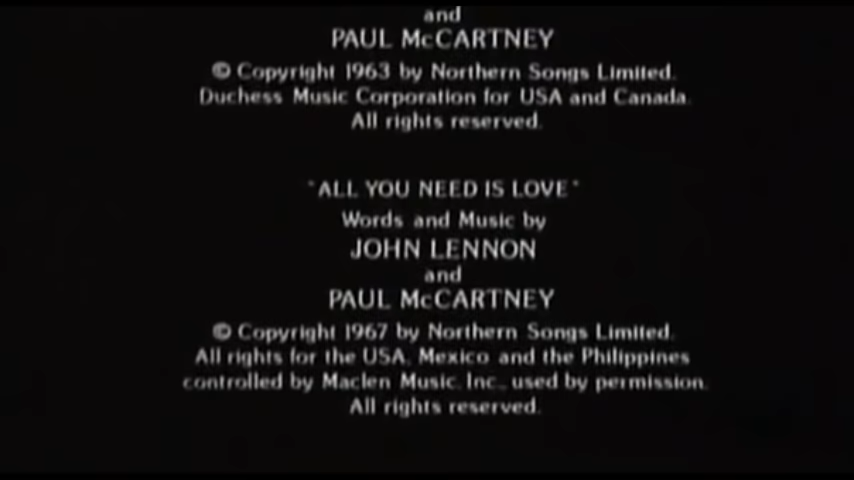 and
PAUL McCARTNEY
© Copyright 1963 by Northern Songs Limited.
Duchess Music Corporation for USA and Canada.
All rights reserved.
"ALL YOU NEED IS LOVE"
Words and Music by
JOHN LENNON
and
PAUL McCARTNEY
© Copyright 1967 by Northern Songs Limited.
All rights for the USA, Mexico and the Philippines
controlled by Maclen Music, Inc., used by permission.
All rights reserved.